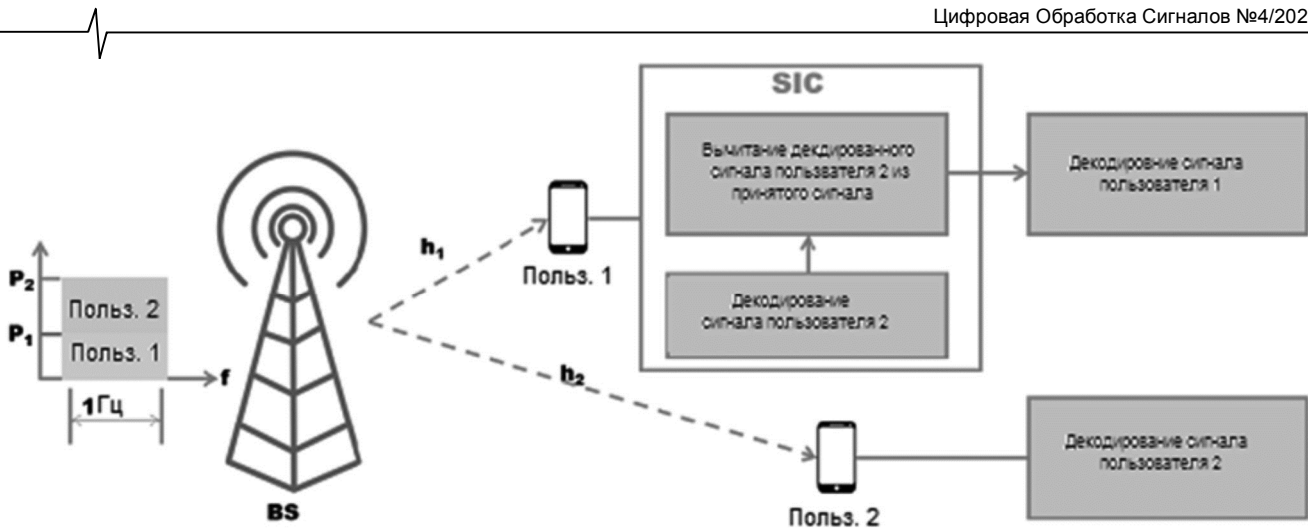 Цифровая Обработка Сигналов №4/202
SIC
Вычитание декдированного
сигнала пользвателя 2 из
принятого сигнала
Декодировние сигнала
пользователя 1
h₁
Польз. 1
Декодирование
сигнала пользователя 2
P₂
Польз. 2
P₁
Польз. 1
f
1Гц
h₂
Декодирование сигнала
пользователя 2
BS
Польз. 2